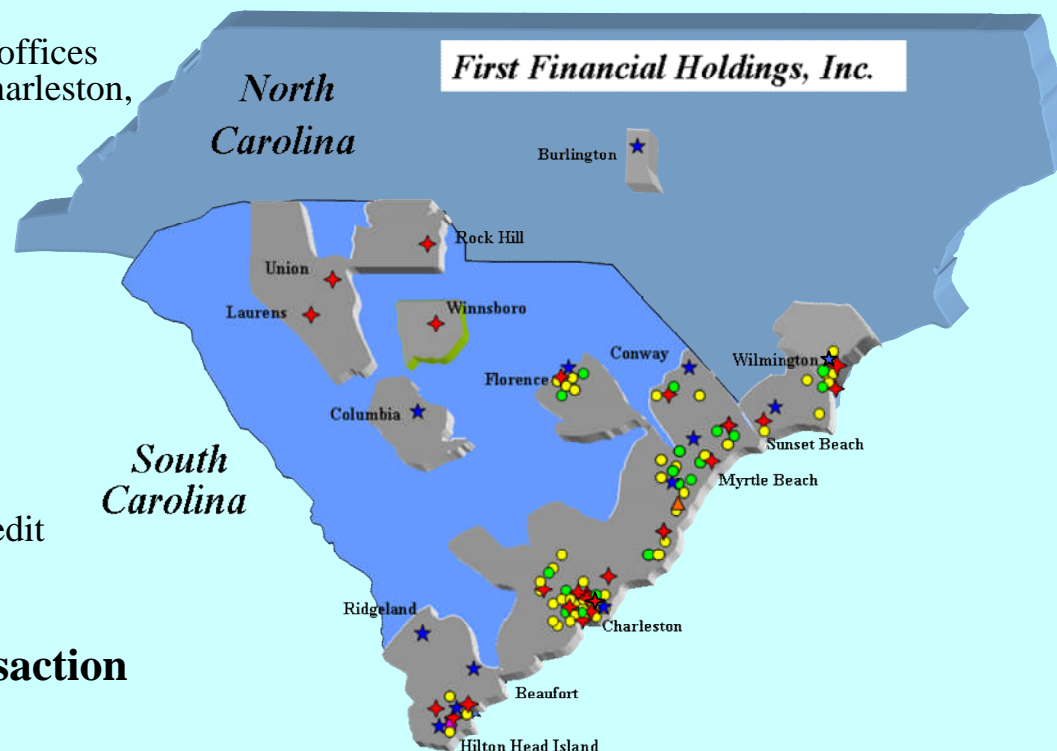 offices
harleston,
edit
saction
First Financial Holdings, Inc.
North
Carolina
Burlington
Rock Hill
Union
Laurens
Winnsboro
Conway
Wilmington
Florence
Columbia
Sunset Beach
South
Carolina
Myrtle Beach
Ridgeland
Charleston
Beaufort
Hilton Head Island